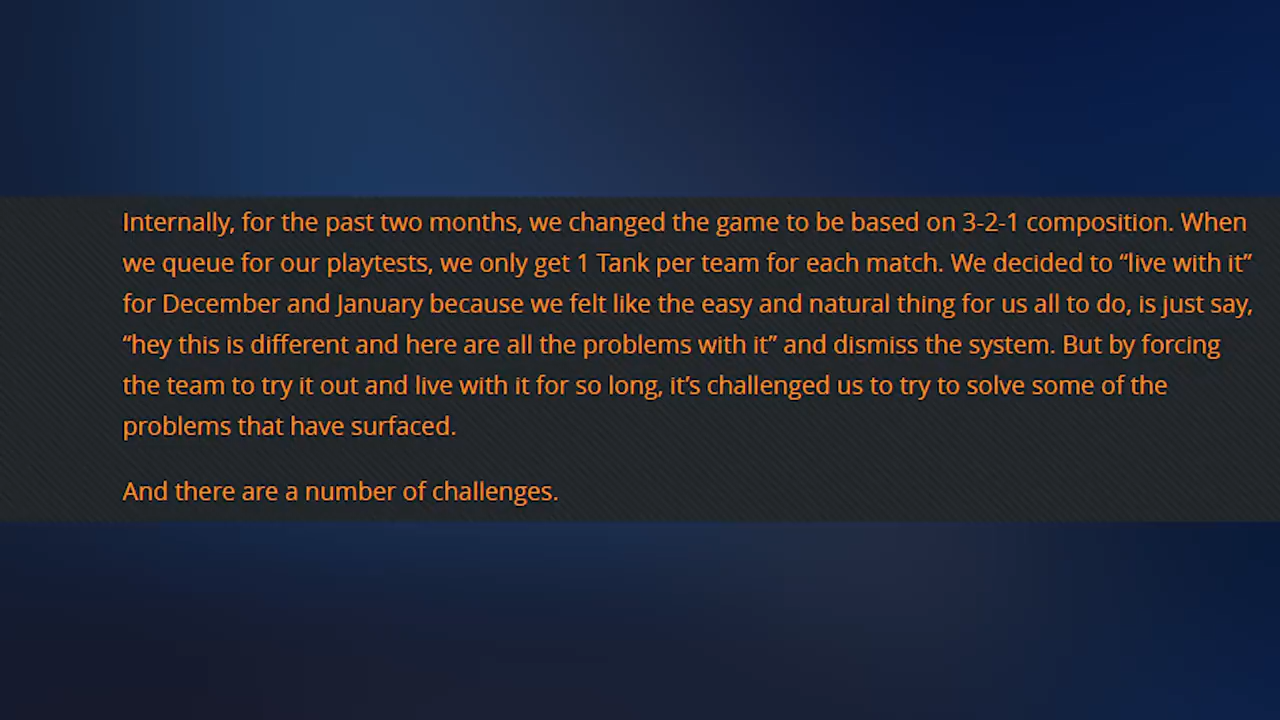 Internally, for the past two months, we changed the game to be based on 3-2-1 composition. When
we queue for our playtests, we only get 1 Tank per team for each match. We decided to “live with it”
for December and January because we felt like the easy and natural thing for us all to do, is just say,
“hey this is different and here are all the problems with it” and dismiss the system. But by forcing
the team to try it out and live with it for so long, it’s challenged us to try to solve some of the
problems that have surfaced.
And there are a number of challenges.